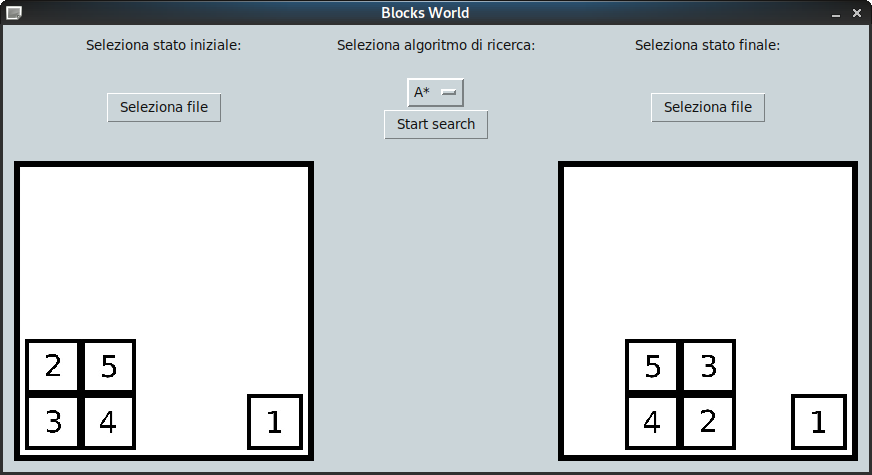 Blocks World
Seleziona stato iniziale:
Seleziona algoritmo di ricerca:
Seleziona stato finale:
Seleziona file
A*
Start search
Seleziona file
2 5
3 4 1
5 3
4 2 1